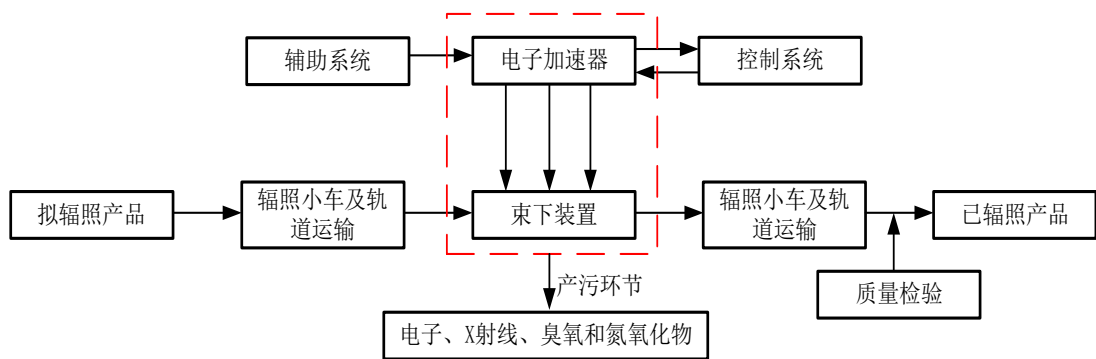 辅助系统
电子加速器
控制系统
拟辐照产品
辐照小车及轨
道运输
束下装置
辐照小车及轨
道运输
已辐照产品
产污环节
质量检验
电子、X射线、臭氧和氮氧化物